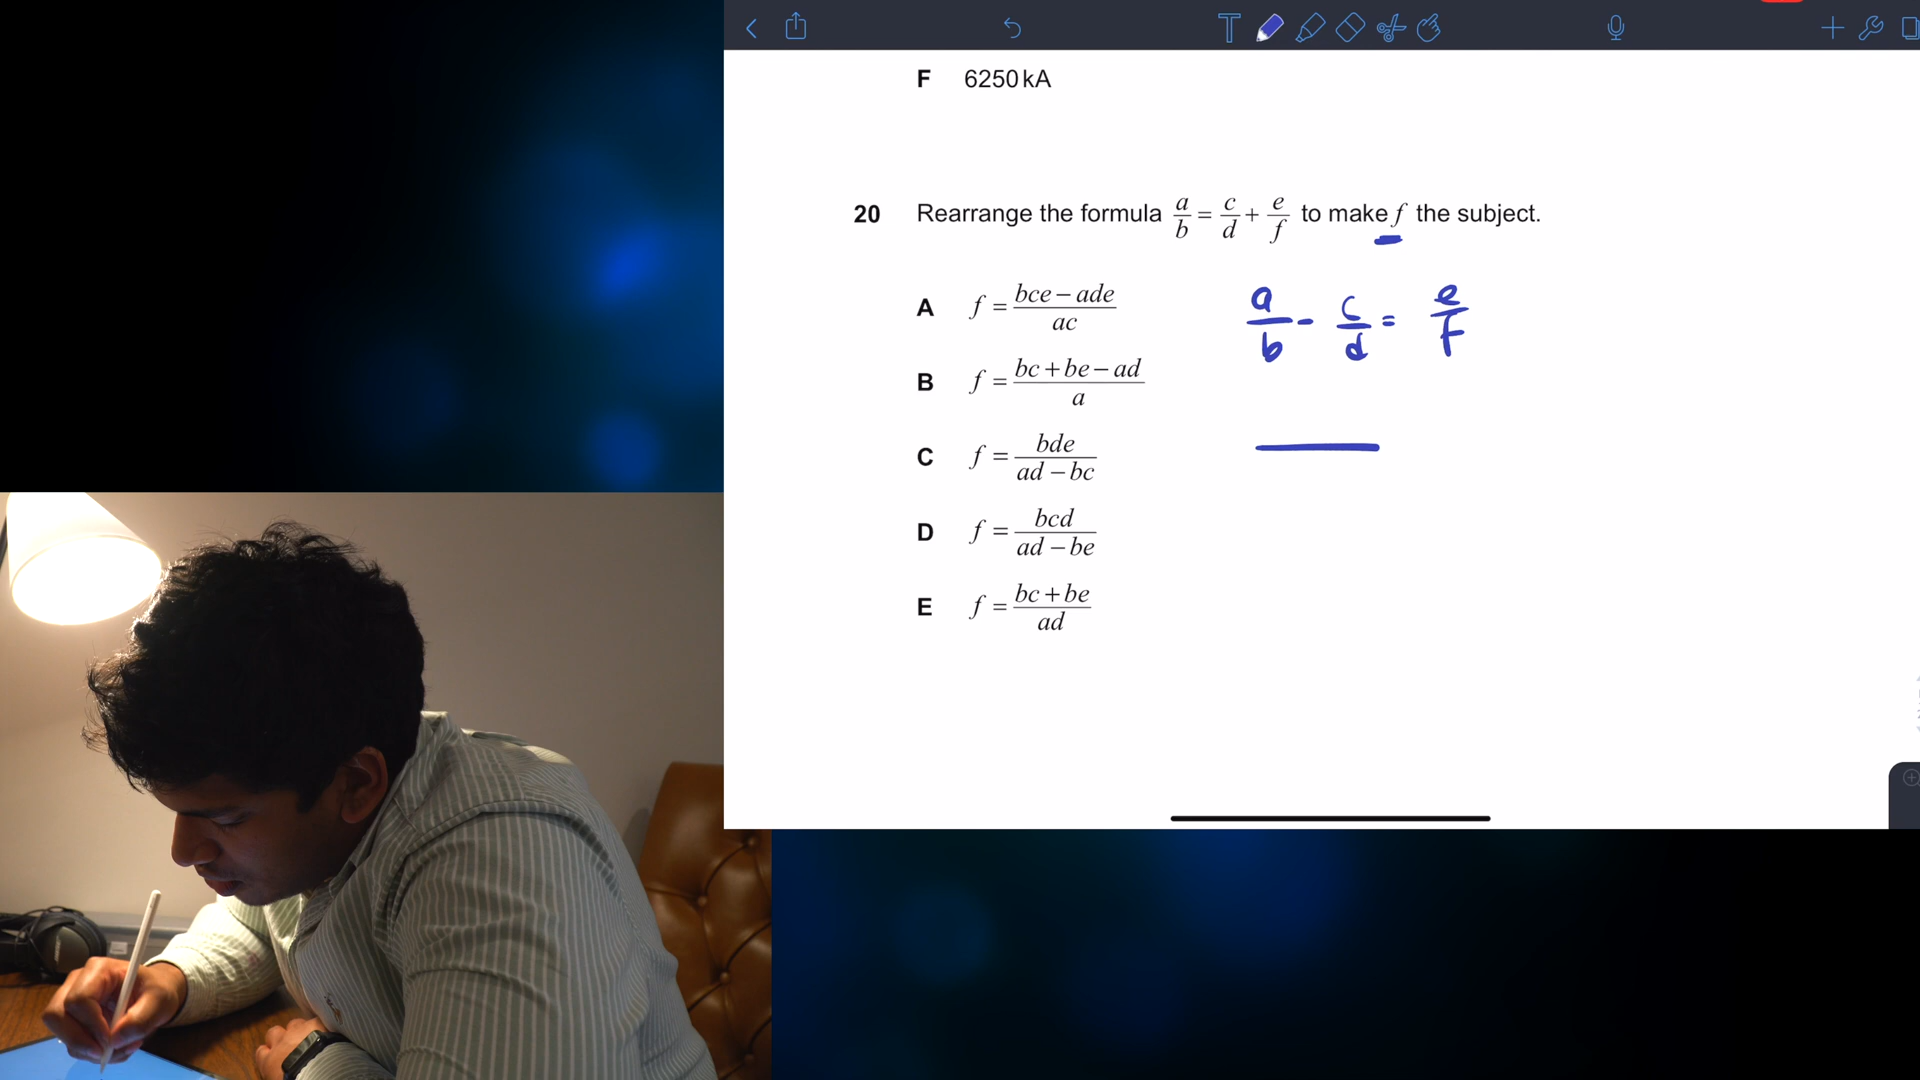 F 6250 kA
20 Rearrange the formula a/b = c/d + e/f to make f the subject.
A f = (bce − ade)/ac
B f = (bc + be − ad)/a
C f = bde/(ad − bc)
D f = bcd/(ad − be)
E f = (bc + be)/ad
a/b - c/d = e/f